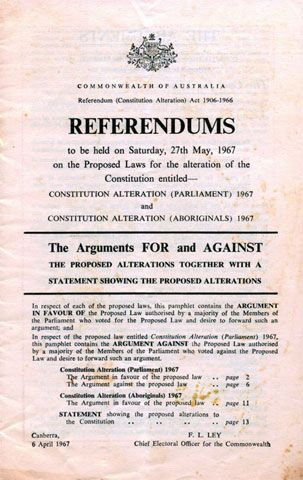 COMMONWEALTH OF AUSTRALIA
Referendum (Constitution Alteration) Act 1906-1966
REFERENDUMS
to be held on Saturday, 27th May, 1967
on the Proposed Laws for the alteration of the
Constitution entitled—
CONSTITUTION ALTERATION (PARLIAMENT) 1967
and
CONSTITUTION ALTERATION (ABORIGINALS) 1967
The Arguments FOR and AGAINST
THE PROPOSED ALTERATIONS TOGETHER WITH A
STATEMENT SHOWING THE PROPOSED ALTERATIONS
In respect of each of the proposed laws, this pamphlet contains the ARGUMENT
IN FAVOUR OF the Proposed Law authorised by a majority of the Members of
the Parliament who voted for the Proposed Law and desire to forward such an
argument; and
In respect of the proposed law entitled Constitution Alteration (Parliament) 1967,
this pamphlet contains the ARGUMENT AGAINST the Proposed Law authorised
by a majority of the Members of the Parliament who voted against the Proposed
Law and desire to forward such an argument.
Constitution Alteration (Parliament) 1967
The Argument in favour of the proposed law .. page 2
The Argument against the proposed law .. page 6
Constitution Alteration (Aboriginals) 1967
The Argument in favour of the proposed law .. page 11
STATEMENT showing the proposed alterations to
the Constitution .. .. .. .. page 13
Canberra, F. L. LEY
6 April 1967 Chief Electoral Officer for the Commonwealth